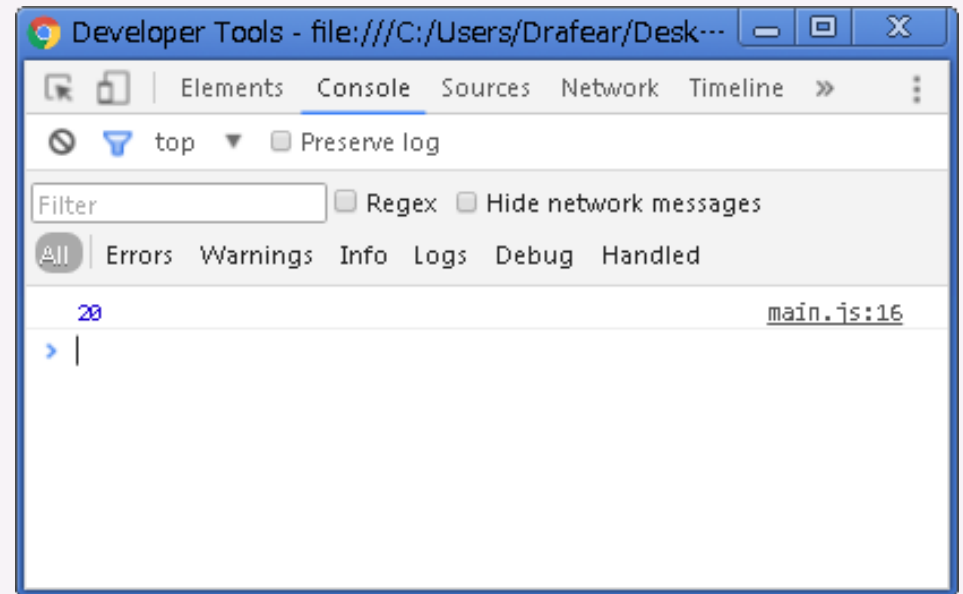 Developer Tools - file:///C:/Users/Drafear/Desk...
Elements Console Sources Network Timeline »
top ▼ Preserve log
Filter Regex Hide network messages
All Errors Warnings Info Logs Debug Handled
20 main.js:16
>